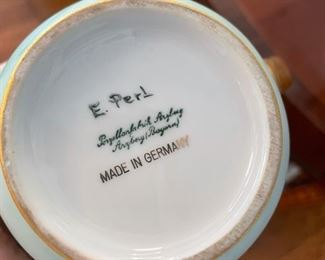 E. Perl
Porzellanfabrik Arzberg
Arzberg (Bayern)
MADE IN GERMANY